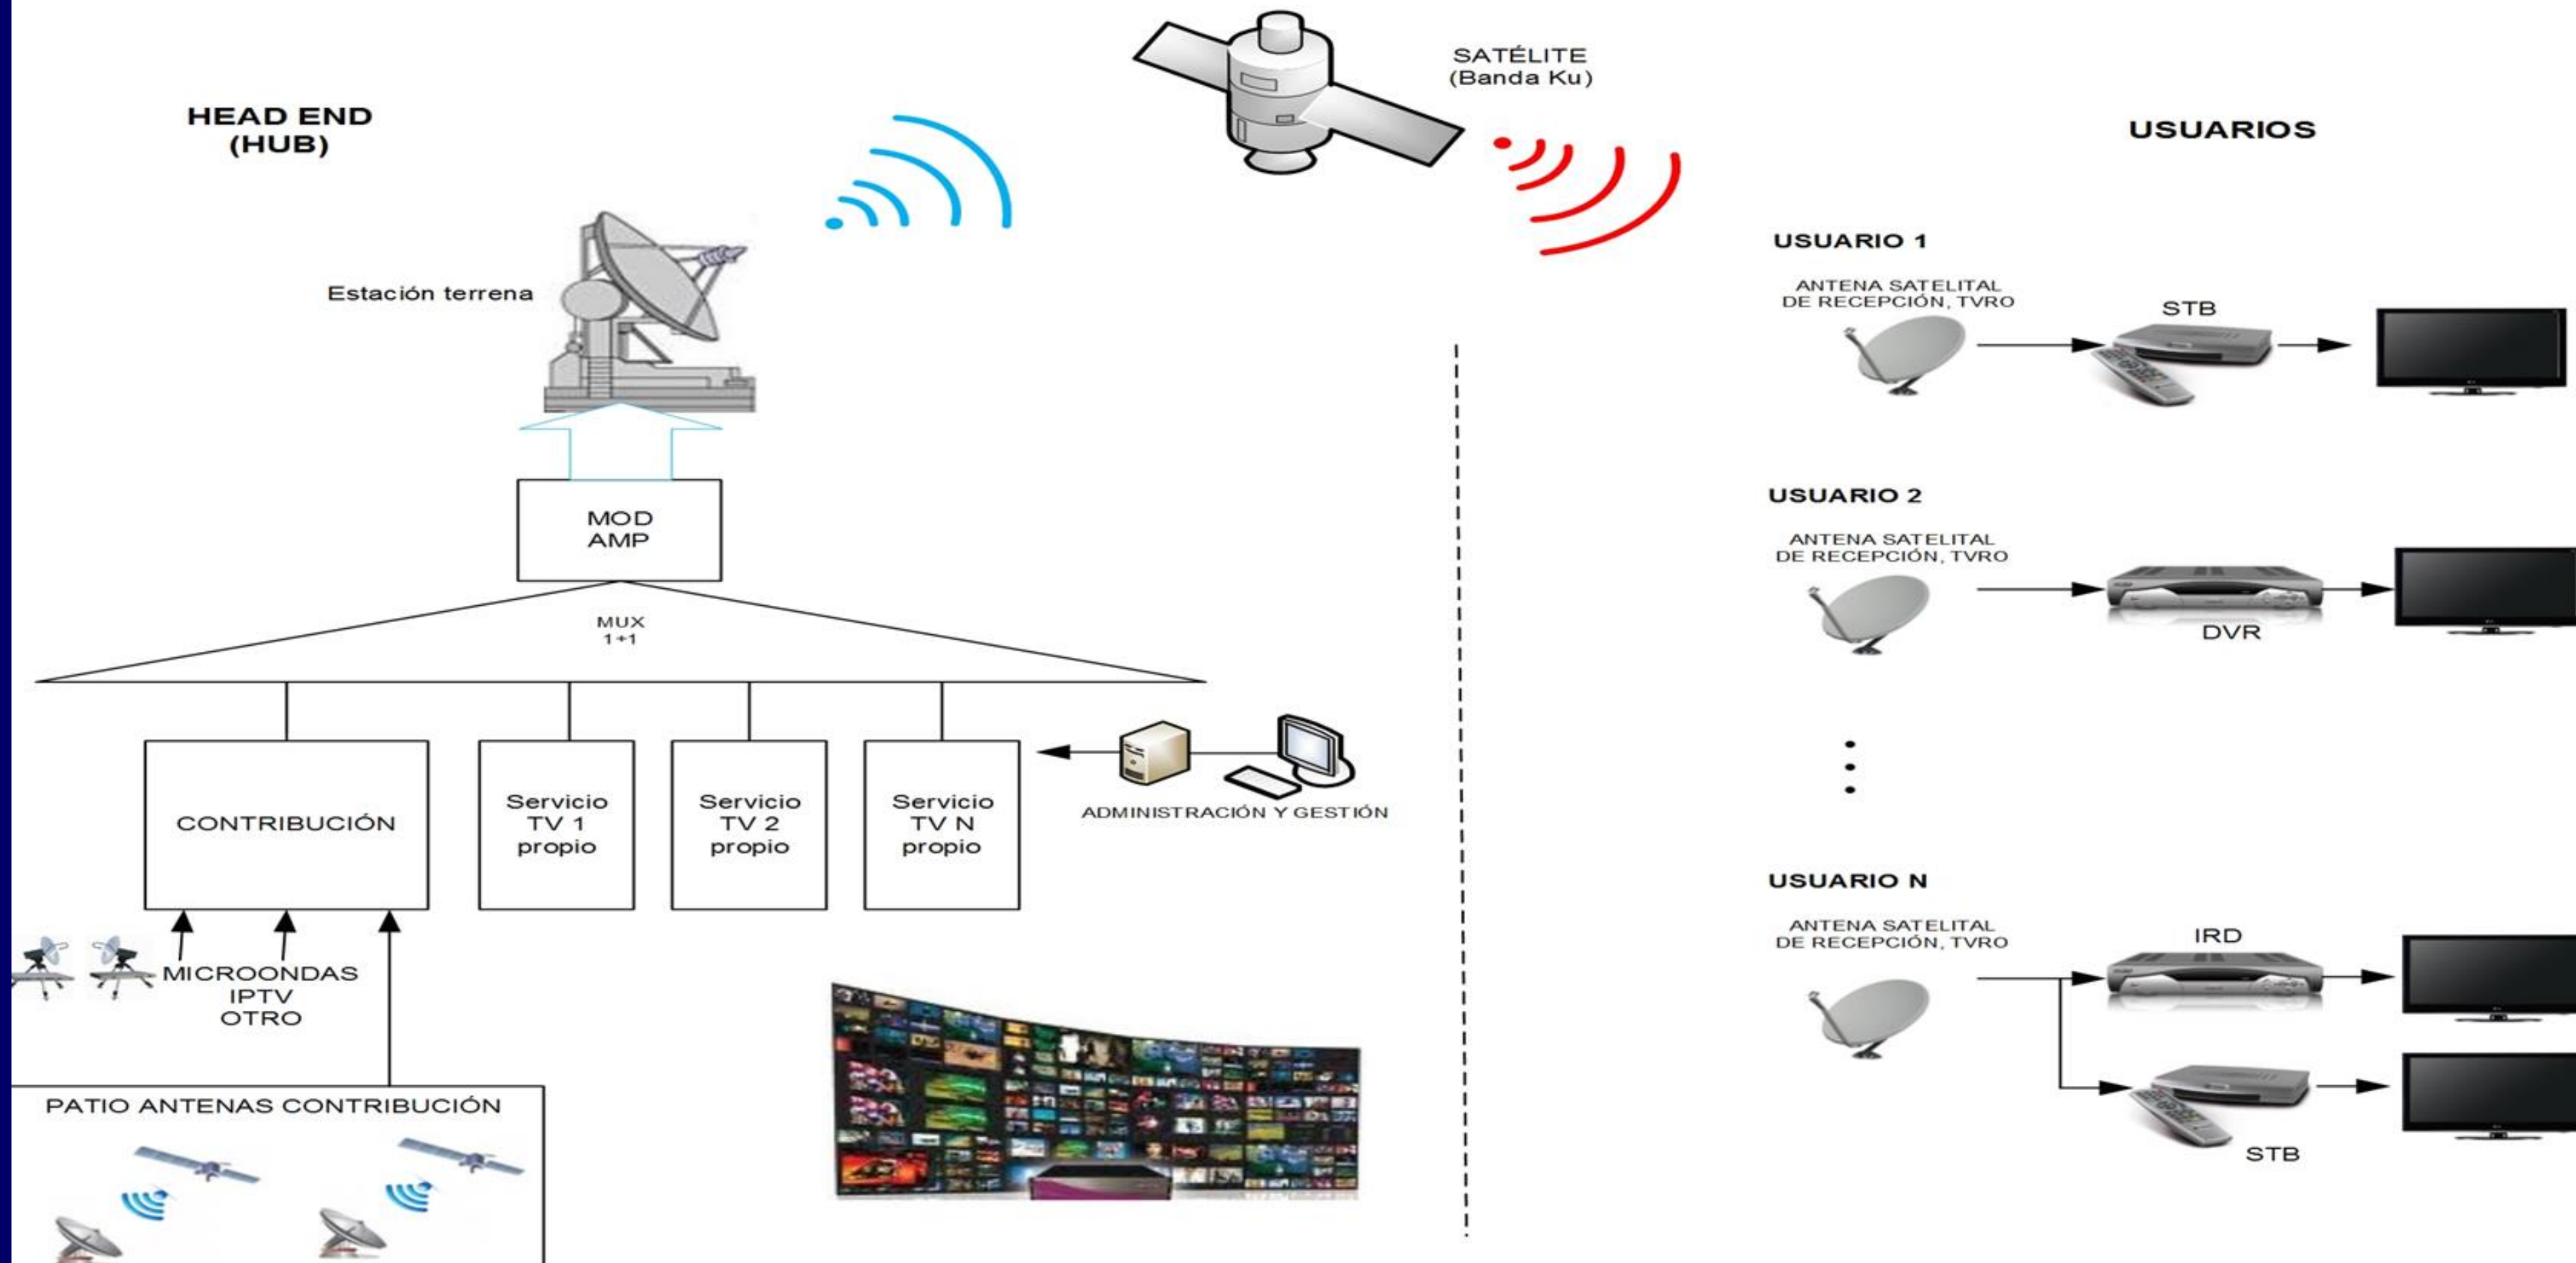 HEAD END
(HUB)
SATÉLITE
(Banda Ku)
USUARIOS
Estación terrena
MOD
AMP
MUX
1+1
CONTRIBUCIÓN
Servicio
TV 1
propio
Servicio
TV 2
propio
Servicio
TV N
propio
ADMINISTRACIÓN Y GESTIÓN
MICROONDAS
IPTV
OTRO
PATIO ANTENAS CONTRIBUCIÓN
USUARIO 1
ANTENA SATELITAL
DE RECEPCIÓN, TVRO
STB
USUARIO 2
ANTENA SATELITAL
DE RECEPCIÓN, TVRO
DVR
USUARIO N
ANTENA SATELITAL
DE RECEPCIÓN, TVRO
IRD
STB